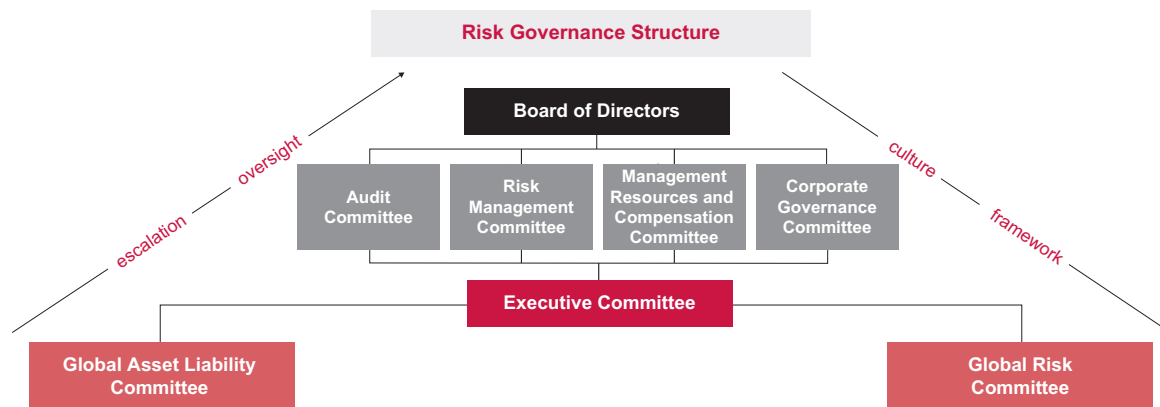 Risk Governance Structure
Board of Directors
oversight
escalation
culture
framework
Audit
Committee
Risk
Management
Committee
Management
Resources and
Compensation
Committee
Corporate
Governance
Committee
Executive Committee
Global Asset Liability
Committee
Global Risk
Committee